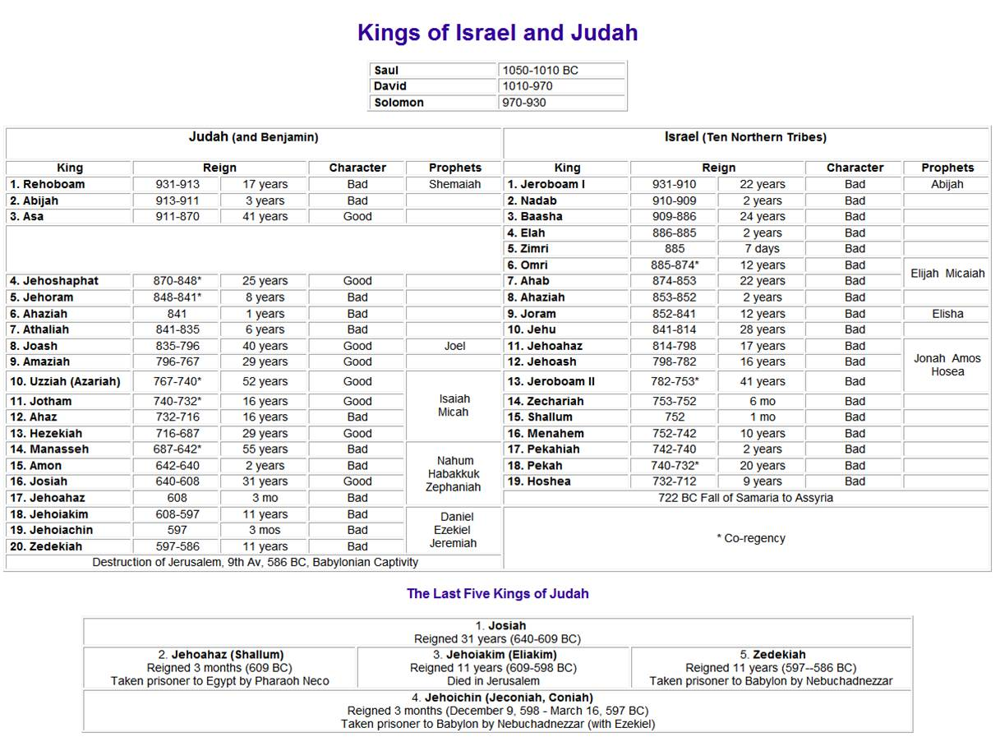 Kings of Israel and Judah
Saul 1050-1010 BC
David 1010-970
Solomon 970-930
Judah (and Benjamin) Israel (Ten Northern Tribes)
King Reign Character Prophets King Reign Character Prophets
1. Rehoboam 931-913 17 years Bad Shemaiah 1. Jeroboam I 931-910 22 years Bad Abijah
2. Abijah 913-911 3 years Bad 2. Nadab 910-909 2 years Bad
3. Asa 911-870 41 years Good 3. Baasha 909-886 24 years Bad
4. Elah 886-885 2 years Bad
5. Zimri 885 7 days Bad
6. Omri 885-874* 12 years Bad
Elijah Micaiah
4. Jehoshaphat 870-848* 25 years Good 7. Ahab 874-853 22 years Bad
5. Jehoram 848-841* 8 years Bad 8. Ahaziah 853-852 2 years Bad
6. Ahaziah 841 1 years Bad 9. Joram 852-841 12 years Bad Elisha
7. Athaliah 841-835 6 years Bad 10. Jehu 841-814 28 years Bad
8. Joash 835-796 40 years Good Joel 11. Jehoahaz 814-798 17 years Bad
9. Amaziah 796-767 29 years Good 12. Jehoash 798-782 16 years Bad
Jonah Amos
Hosea
10. Uzziah (Azariah) 767-740* 52 years Good 13. Jeroboam II 782-753* 41 years Bad
Isaiah
Micah
11. Jotham 740-732* 16 years Good 14. Zechariah 753-752 6 mo Bad
12. Ahaz 732-716 16 years Bad 15. Shallum 752 1 mo Bad
13. Hezekiah 716-687 29 years Good 16. Menahem 752-742 10 years Bad
14. Manasseh 687-642* 55 years Bad 17. Pekahiah 742-740 2 years Bad
Nahum
Habakkuk
Zephaniah
15. Amon 642-640 2 years Bad 18. Pekah 740-732* 20 years Bad
16. Josiah 640-608 31 years Good 19. Hoshea 732-712 9 years Bad
17. Jehoahaz 608 3 mo Bad 722 BC Fall of Samaria to Assyria
18. Jehoiakim 608-597 11 years Bad
Daniel
Ezekiel
Jeremiah
19. Jehoiachin 597 3 mos Bad
* Co-regency
20. Zedekiah 597-586 11 years Bad
Destruction of Jerusalem, 9th Av, 586 BC, Babylonian Captivity
The Last Five Kings of Judah
1. Josiah
Reigned 31 years (640-609 BC)
2. Jehoahaz (Shallum)
Reigned 3 months (609 BC)
Taken prisoner to Egypt by Pharaoh Neco
3. Jehoiakim (Eliakim)
Reigned 11 years (609-598 BC)
Died in Jerusalem
5. Zedekiah
Reigned 11 years (597--586 BC)
Taken prisoner to Babylon by Nebuchadnezzar
4. Jehoichin (Jeconiah, Coniah)
Reigned 3 months (December 9, 598 - March 16, 597 BC)
Taken prisoner to Babylon by Nebuchadnezzar (with Ezekiel)